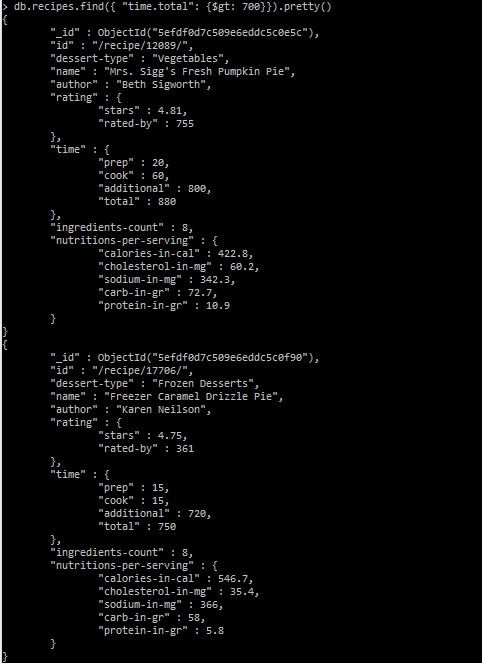 > db.recipes.find({ "time.total": {$gt: 700}}).pretty()
{
"_id" : ObjectId("5efdf0d7c509e6eddc5c0e5c"),
"id" : "/recipe/12089/",
"dessert-type" : "Vegetables",
"name" : "Mrs. Sigg's Fresh Pumpkin Pie",
"author" : "Beth Sigworth",
"rating" : {
"stars" : 4.81,
"rated-by" : 755
},
"time" : {
"prep" : 20,
"cook" : 60,
"additional" : 800,
"total" : 880
},
"ingredients-count" : 8,
"nutritions-per-serving" : {
"calories-in-cal" : 422.8,
"cholesterol-in-mg" : 60.2,
"sodium-in-mg" : 342.3,
"carb-in-gr" : 72.7,
"protein-in-gr" : 10.9
}
}
{
"_id" : ObjectId("5efdf0d7c509e6eddc5c0f90"),
"id" : "/recipe/17706/",
"dessert-type" : "Frozen Desserts",
"name" : "Freezer Caramel Drizzle Pie",
"author" : "Karen Neilson",
"rating" : {
"stars" : 4.75,
"rated-by" : 361
},
"time" : {
"prep" : 15,
"cook" : 15,
"additional" : 720,
"total" : 750
},
"ingredients-count" : 8,
"nutritions-per-serving" : {
"calories-in-cal" : 546.7,
"cholesterol-in-mg" : 35.4,
"sodium-in-mg" : 366,
"carb-in-gr" : 58,
"protein-in-gr" : 5.8
}
}